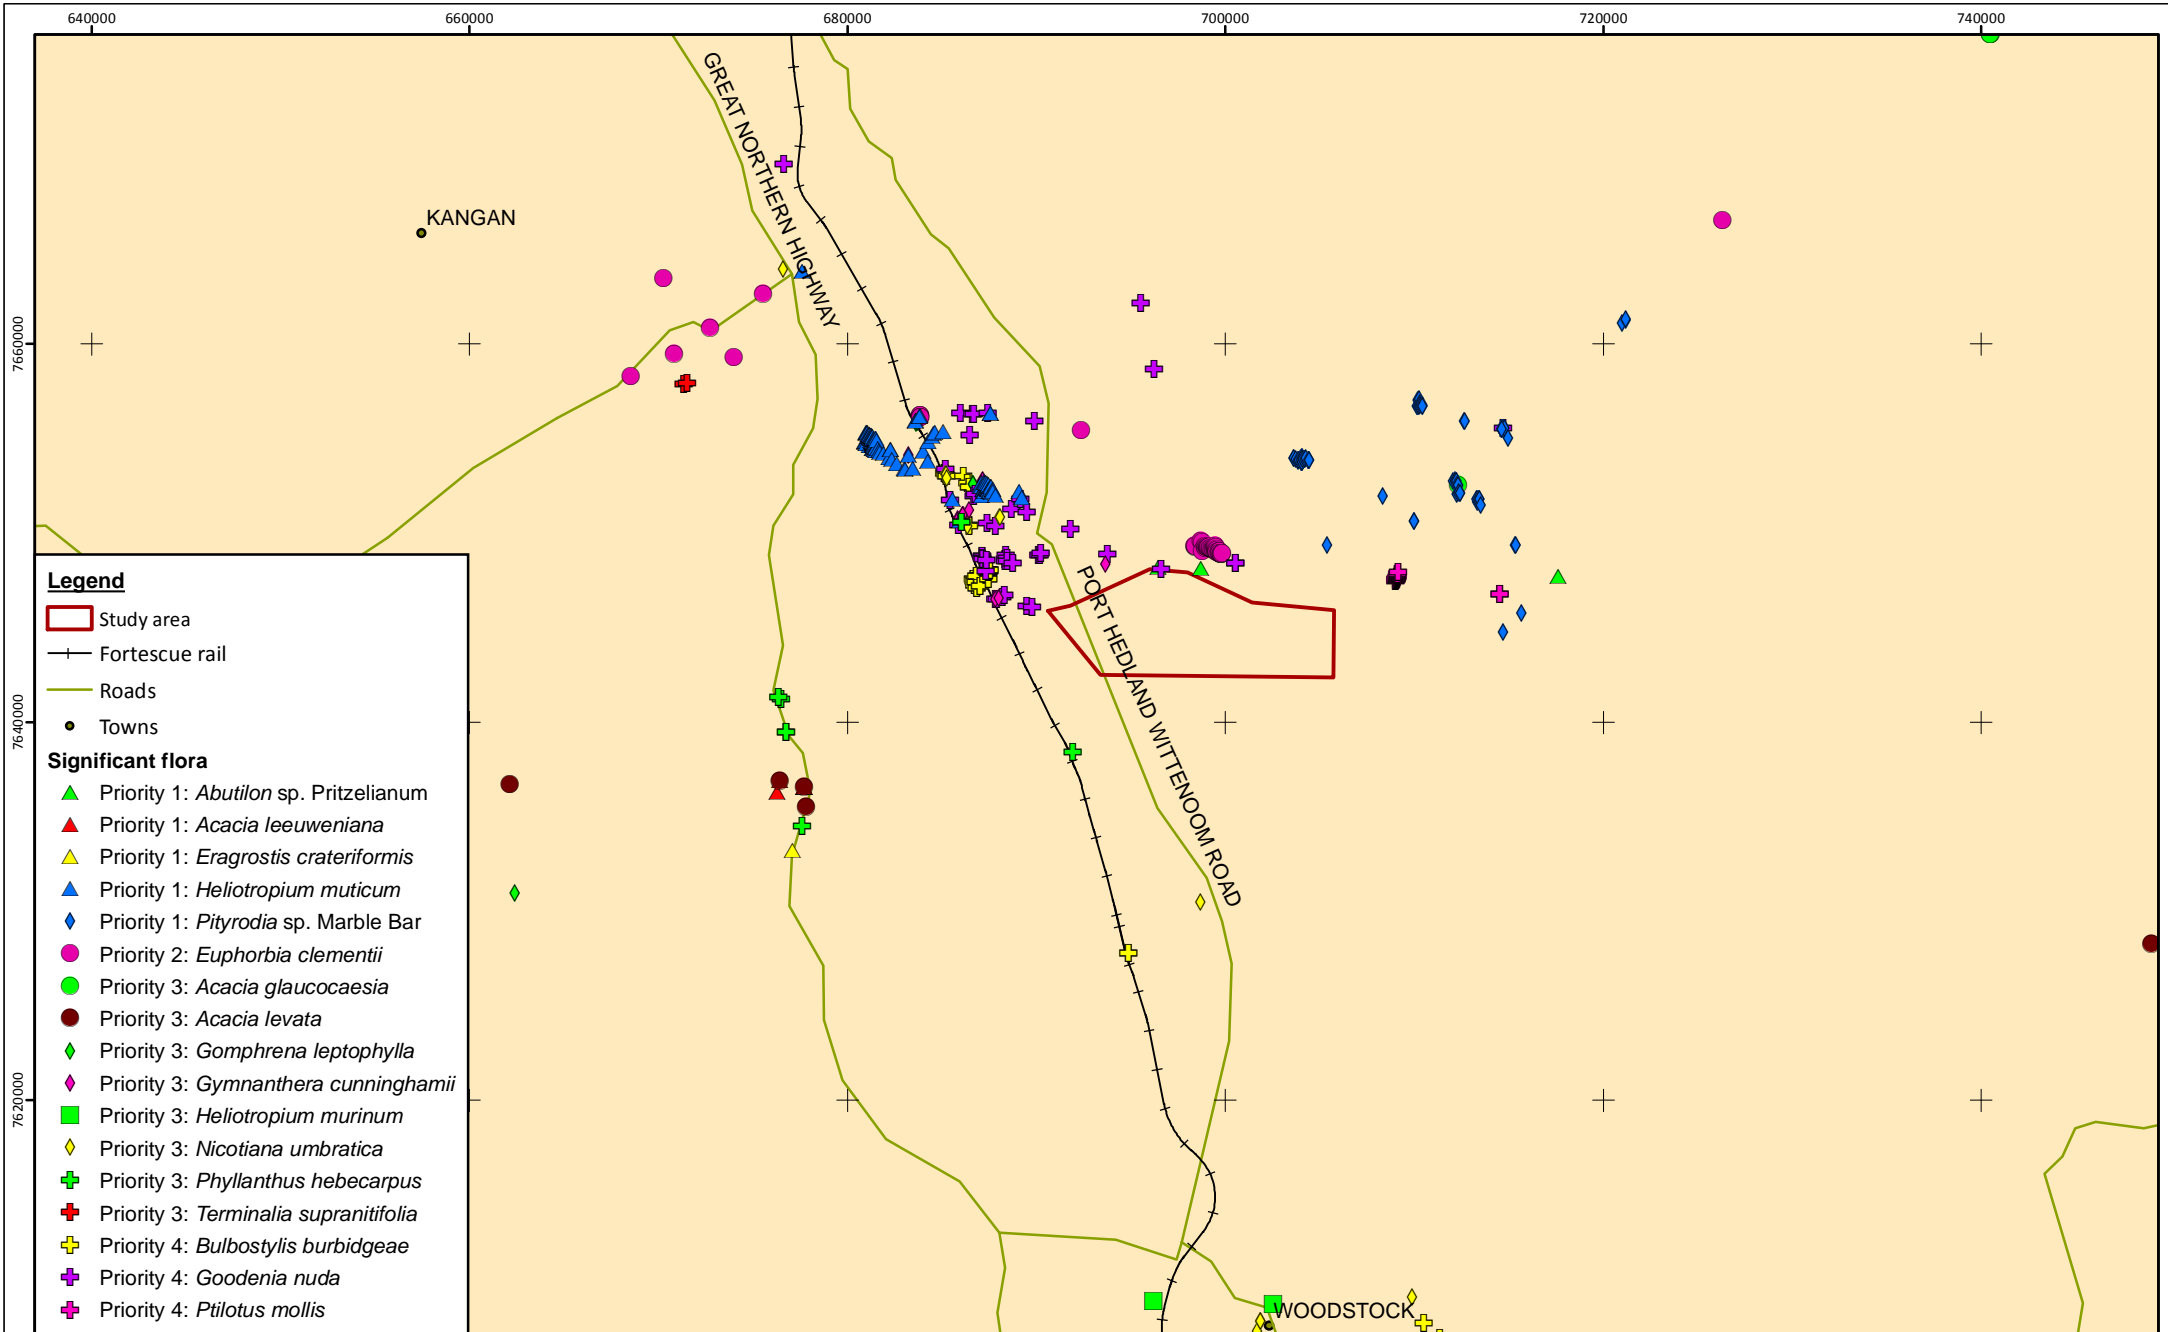 640000
660000
680000
700000
720000
740000
GREAT NORTHERN HIGHWAY
KANGAN
7660000
PORT HEDLAND WITTENOOM ROAD
7640000
7620000
WOODSTOCK
Legend
Study area
Fortescue rail
Roads
Towns
Significant flora
Priority 1: Abutilon sp. Pritzelianum
Priority 1: Acacia leeuweniana
Priority 1: Eragrostis crateriformis
Priority 1: Heliotropium muticum
Priority 1: Pityrodia sp. Marble Bar
Priority 2: Euphorbia clementii
Priority 3: Acacia glaucocaesia
Priority 3: Acacia levata
Priority 3: Gomphrena leptophylla
Priority 3: Gymnanthera cunninghamii
Priority 3: Heliotropium murinum
Priority 3: Nicotiana umbratica
Priority 3: Phyllanthus hebecarpus
Priority 3: Terminalia supranitifolia
Priority 4: Bulbostylis burbidgeae
Priority 4: Goodenia nuda
Priority 4: Ptilotus mollis